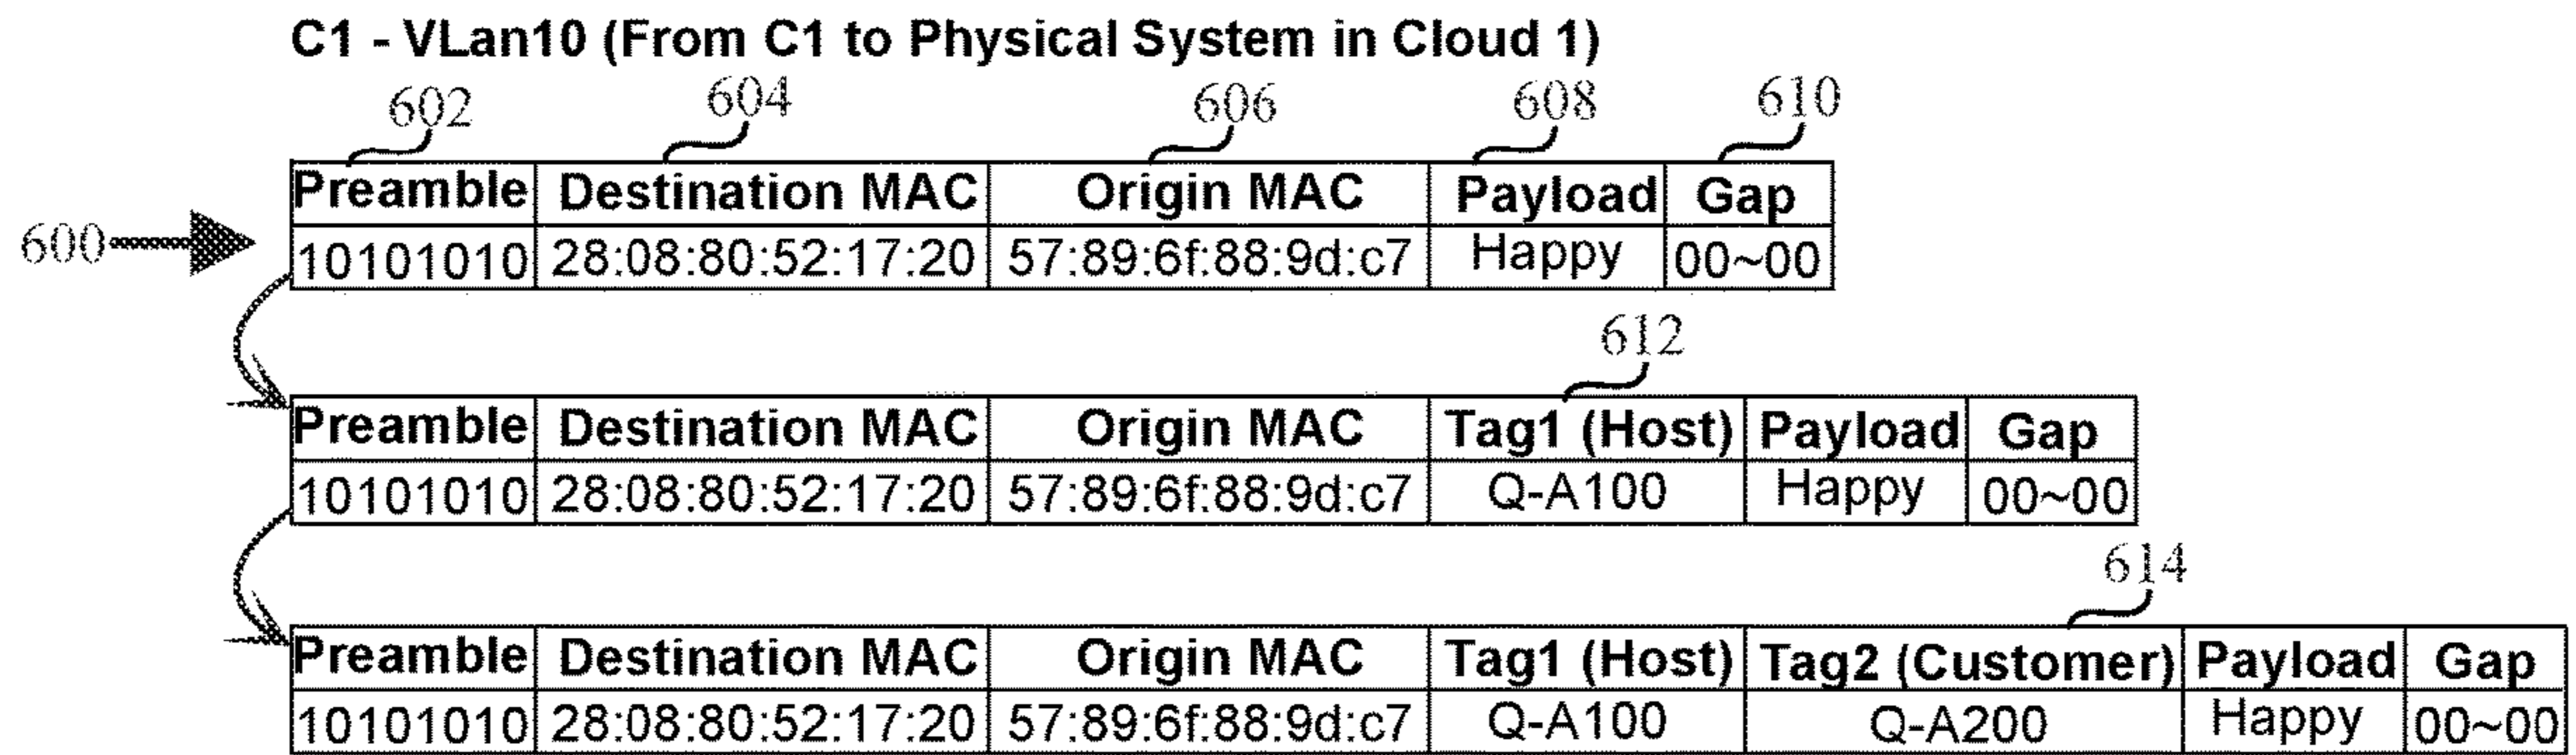 C1 - VLan10 (From C1 to Physical System in Cloud 1)
602 604 606 608 610
Preamble Destination MAC Origin MAC Payload Gap
600 10101010 28:08:80:52:17:20 57:89:6f:88:9d:c7 Happy 00~00
612
Preamble Destination MAC Origin MAC Tag1 (Host) Payload Gap
10101010 28:08:80:52:17:20 57:89:6f:88:9d:c7 Q-A100 Happy 00~00
614
Preamble Destination MAC Origin MAC Tag1 (Host) Tag2 (Customer) Payload Gap
10101010 28:08:80:52:17:20 57:89:6f:88:9d:c7 Q-A100 Q-A200 Happy 00~00